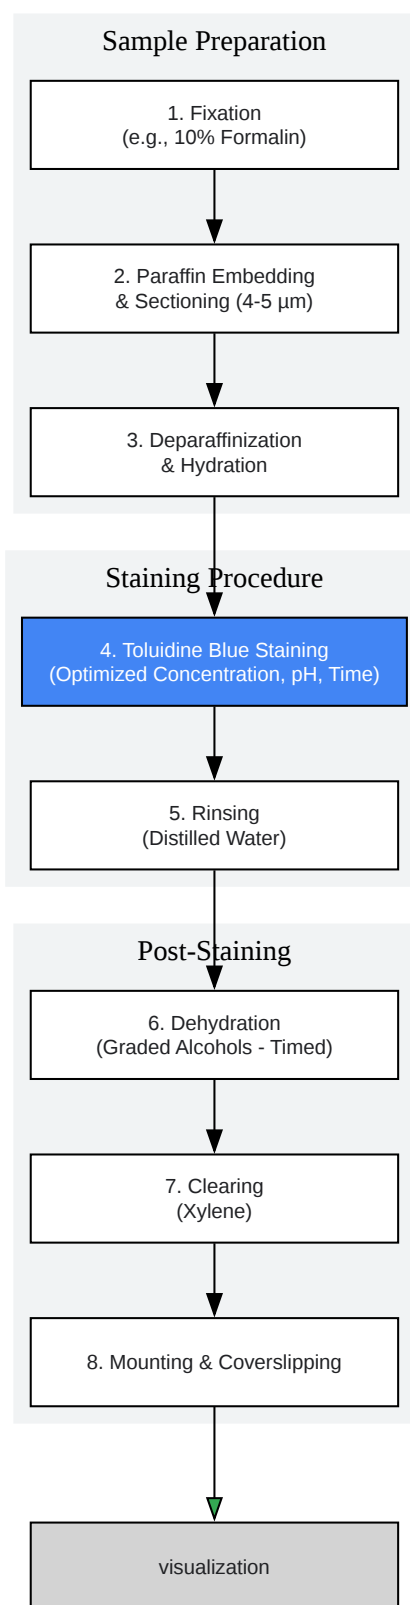 Sample Preparation
1. Fixation
(e.g., 10% Formalin)
2. Paraffin Embedding
& Sectioning (4-5 µm)
3. Deparaffinization
& Hydration
Staining Procedure
4. Toluidine Blue Staining
(Optimized Concentration, pH, Time)
5. Rinsing
(Distilled Water)
Post-Staining
6. Dehydration
(Graded Alcohols - Timed)
7. Clearing
(Xylene)
8. Mounting & Coverslipping
visualization